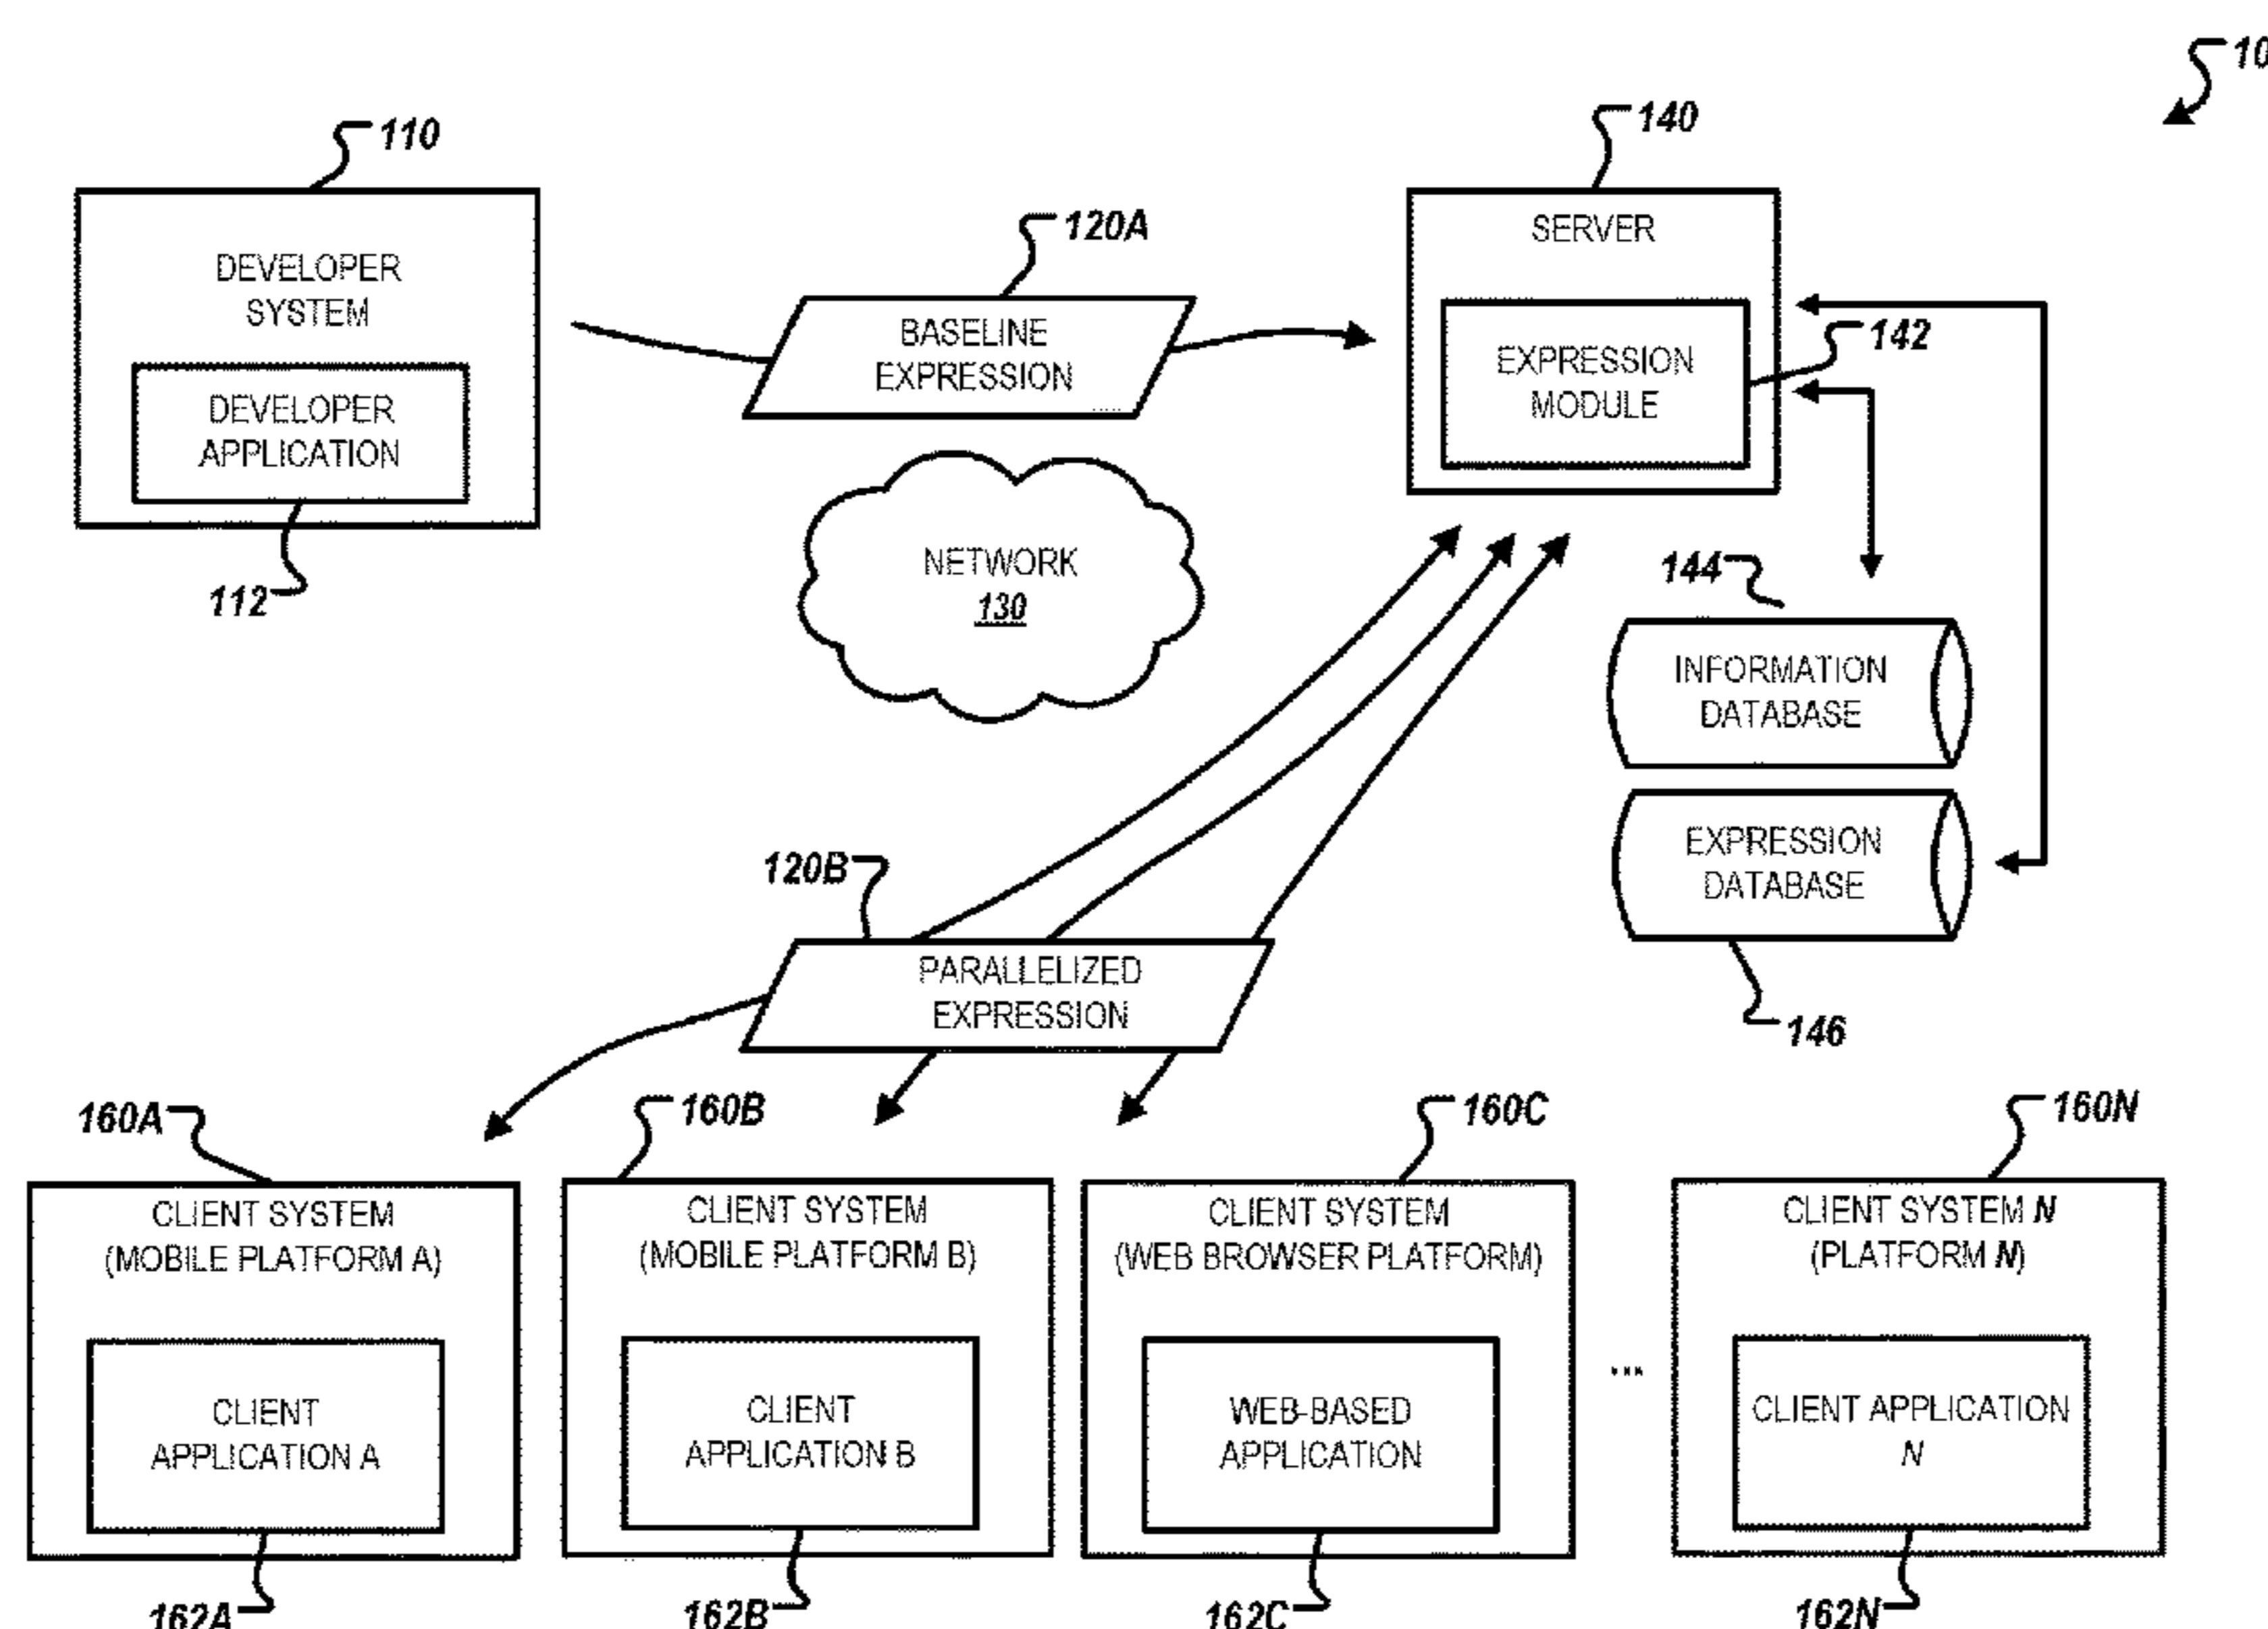 10
110
140
120A
SERVER
DEVELOPER
SYSTEM
BASELINE
EXPRESSION
142
EXPRESSION
MODULE
DEVELOPER
APPLICATION
NETWORK
130
112
144
INFORMATION
DATABASE
EXPRESSION
DATABASE
120B
PARALLELIZED
EXPRESSION
146
160A
160B
160C
160N
CLIENT SYSTEM
(MOBILE PLATFORM A)
CLIENT SYSTEM
(MOBILE PLATFORM B)
CLIENT SYSTEM
(WEB BROWSER PLATFORM)
CLIENT SYSTEM N
(PLATFORM N)
CLIENT
APPLICATION A
CLIENT
APPLICATION B
WEB-BASED
APPLICATION
...
CLIENT APPLICATION
N
162A
162B
162C
162N